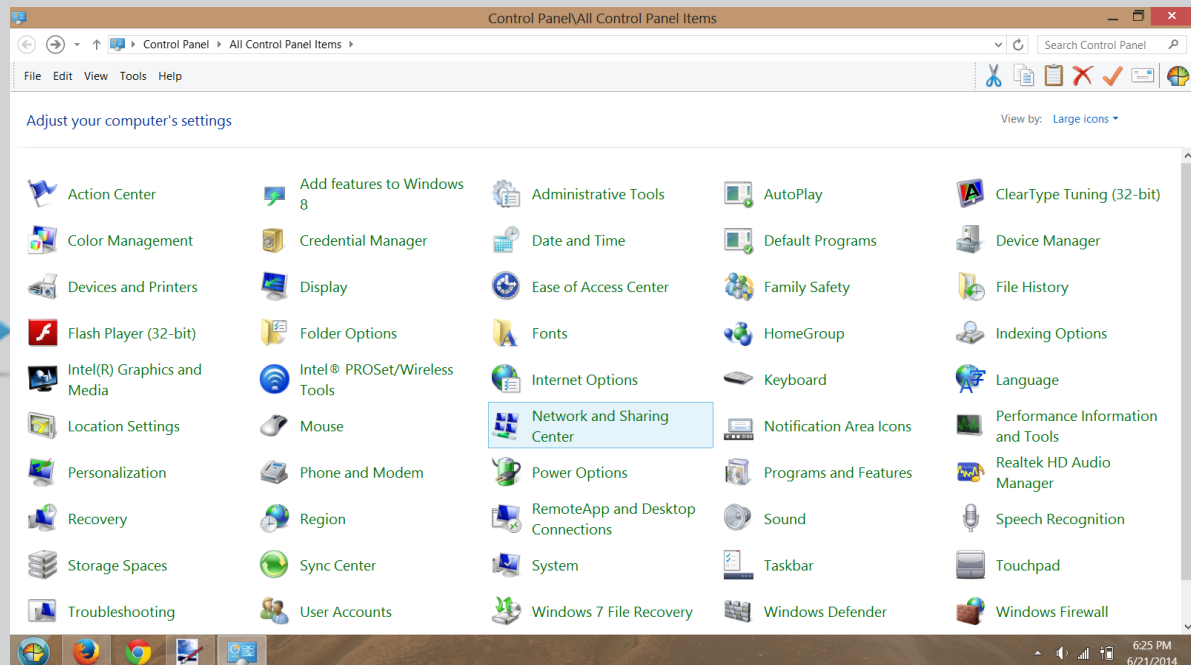 Control Panel\All Control Panel Items
Control Panel All Control Panel Items
Search Control Panel
File Edit View Tools Help
Adjust your computer's settings
View by: Large icons
Action Center
Add features to Windows
8
Administrative Tools
AutoPlay
ClearType Tuning (32-bit)
Color Management
Credential Manager
Date and Time
Default Programs
Device Manager
Devices and Printers
Display
Ease of Access Center
Family Safety
File History
Flash Player (32-bit)
Folder Options
Fonts
HomeGroup
Indexing Options
Intel(R) Graphics and
Media
Intel® PROSet/Wireless
Tools
Internet Options
Keyboard
Language
Location Settings
Mouse
Network and Sharing
Center
Notification Area Icons
Performance Information
and Tools
Personalization
Phone and Modem
Power Options
Programs and Features
Realtek HD Audio
Manager
Recovery
Region
RemoteApp and Desktop
Connections
Sound
Speech Recognition
Storage Spaces
Sync Center
System
Taskbar
Touchpad
Troubleshooting
User Accounts
Windows 7 File Recovery
Windows Defender
Windows Firewall
6:25 PM
6/21/2014